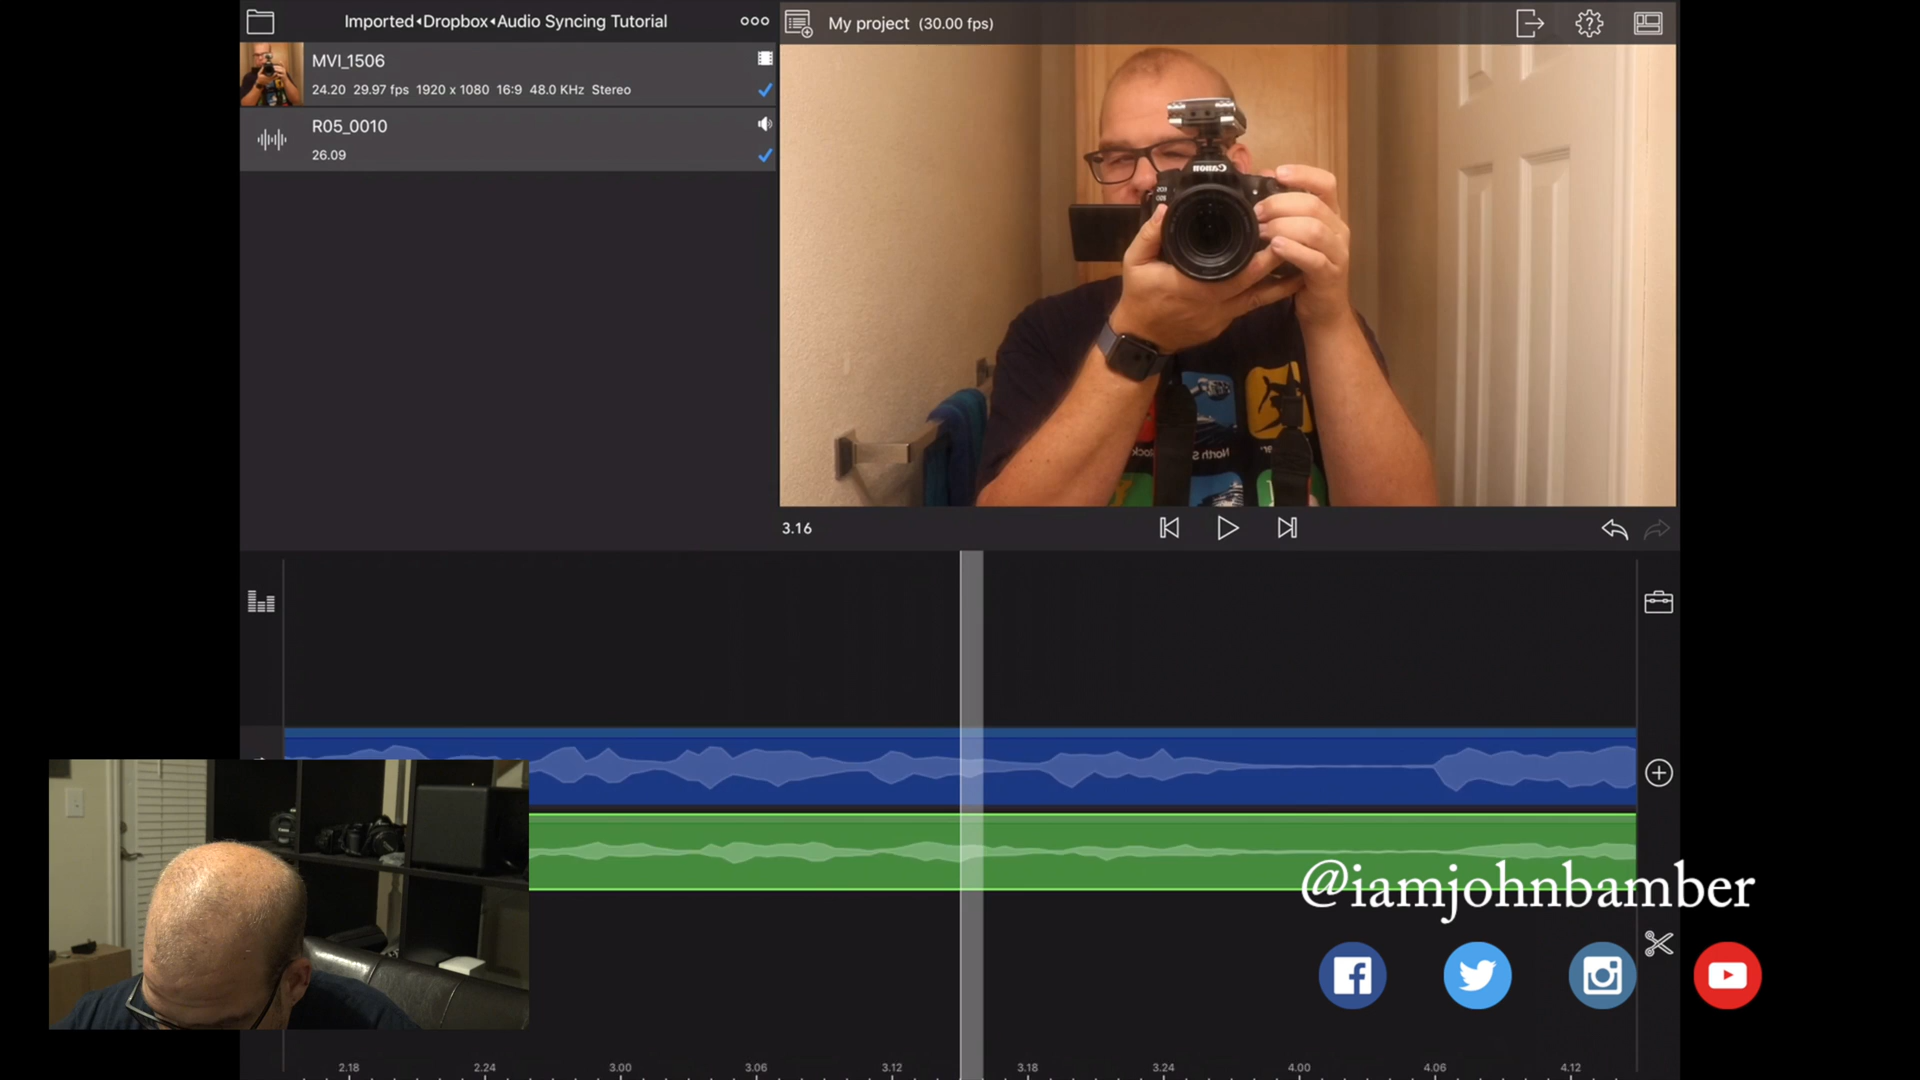 Imported◂Dropbox◂Audio Syncing Tutorial
MVI_1506
24.20 29.97 fps 1920 x 1080 16:9 48.0 KHz Stereo
R05_0010
26.09
My project (30.00 fps)
Canon
North S
3.16
@iamjohnbamber
2.18 2.24 3.00 3.06 3.12 3.18 3.24 4.00 4.06 4.12